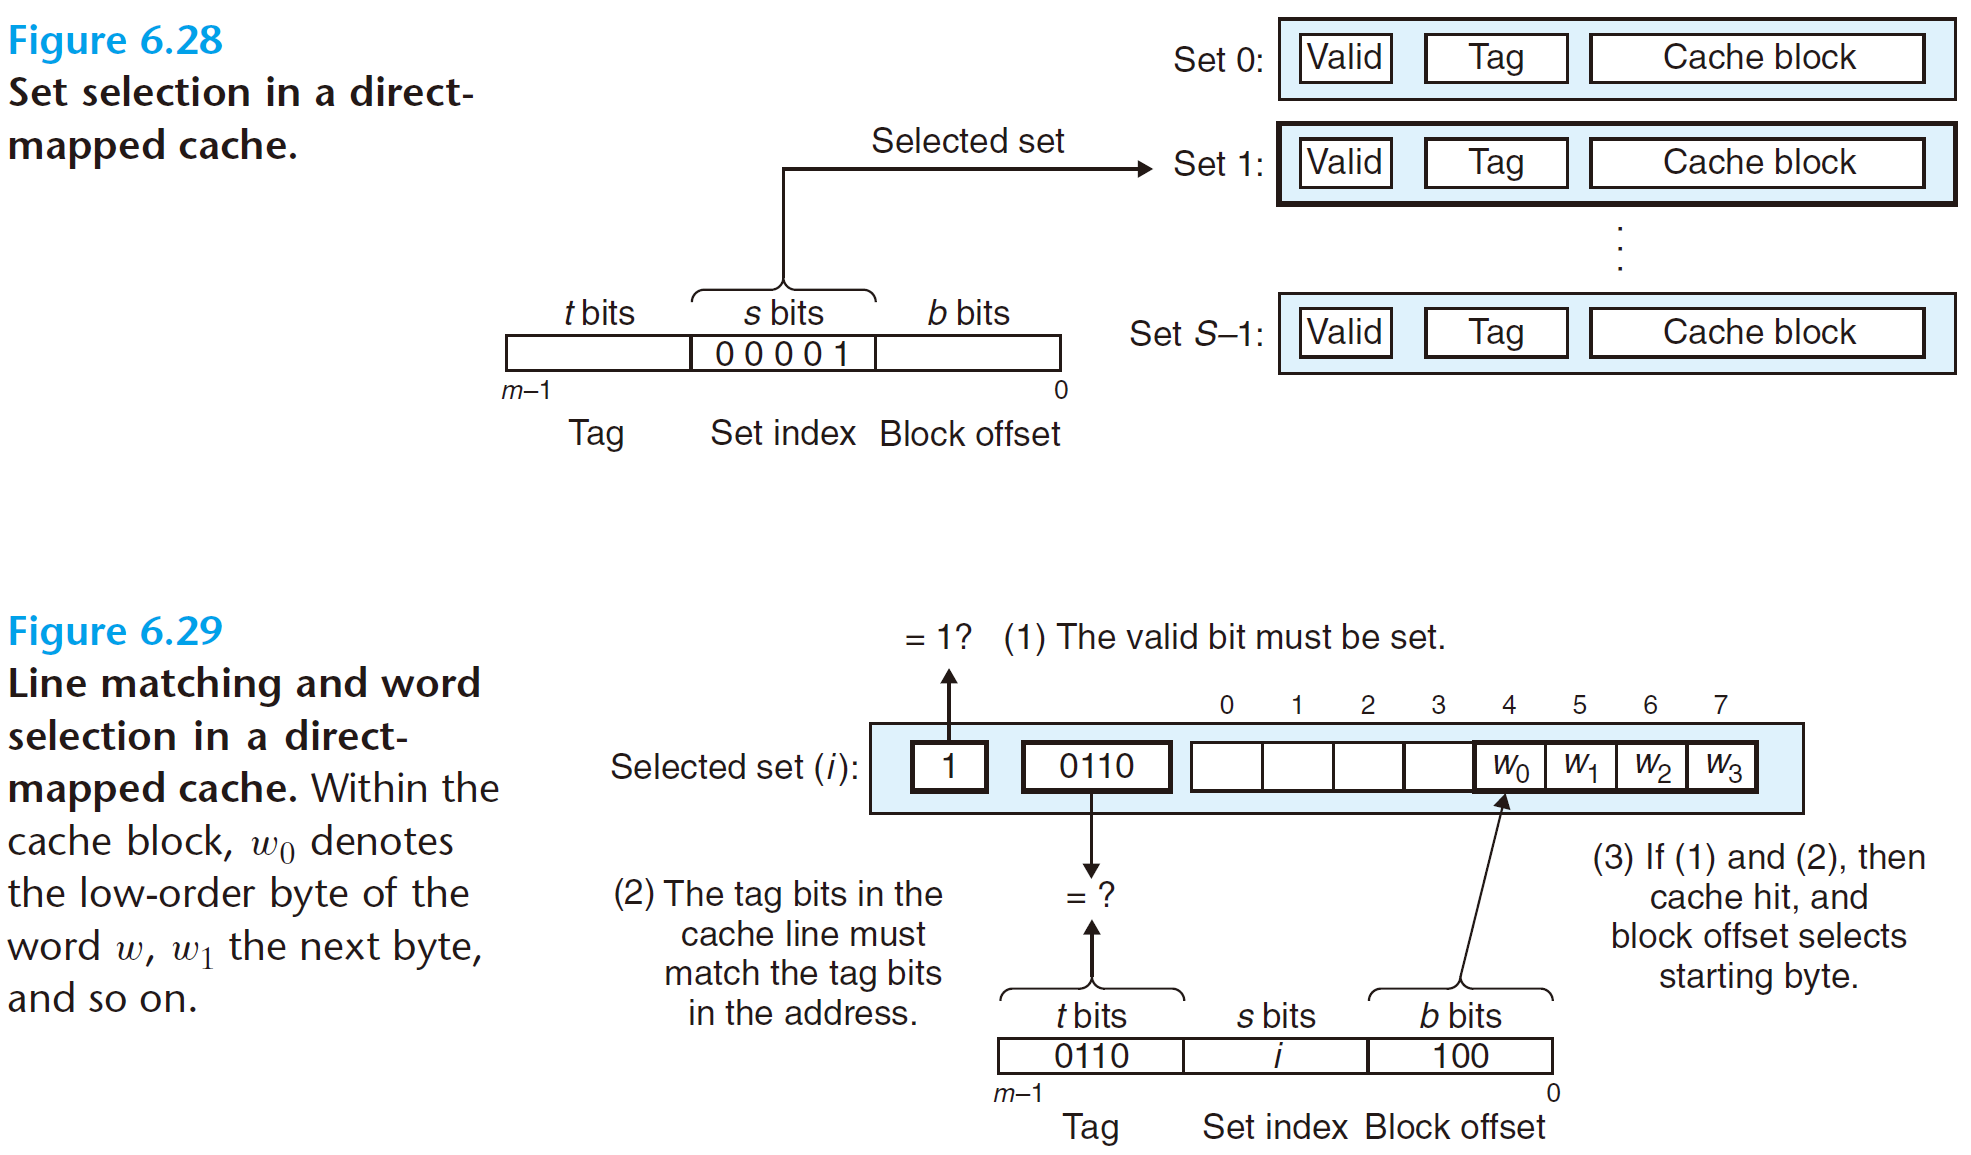 Figure 6.28
Set selection in a direct-
mapped cache.
Set 0: Valid Tag Cache block
Selected set
Set 1: Valid Tag Cache block
⋮
Set S–1: Valid Tag Cache block
t bits s bits b bits
0 0 0 0 1
m–1 0
Tag Set index Block offset
Figure 6.29
Line matching and word
selection in a direct-
mapped cache. Within the
cache block, w0 denotes
the low-order byte of the
word w, w1 the next byte,
and so on.
= 1? (1) The valid bit must be set.
0 1 2 3 4 5 6 7
Selected set (i): 1 0110 w0 w1 w2 w3
(2) The tag bits in the
cache line must
match the tag bits
in the address.
= ?
(3) If (1) and (2), then
cache hit, and
block offset selects
starting byte.
t bits s bits b bits
0110 i 100
m–1 0
Tag Set index Block offset